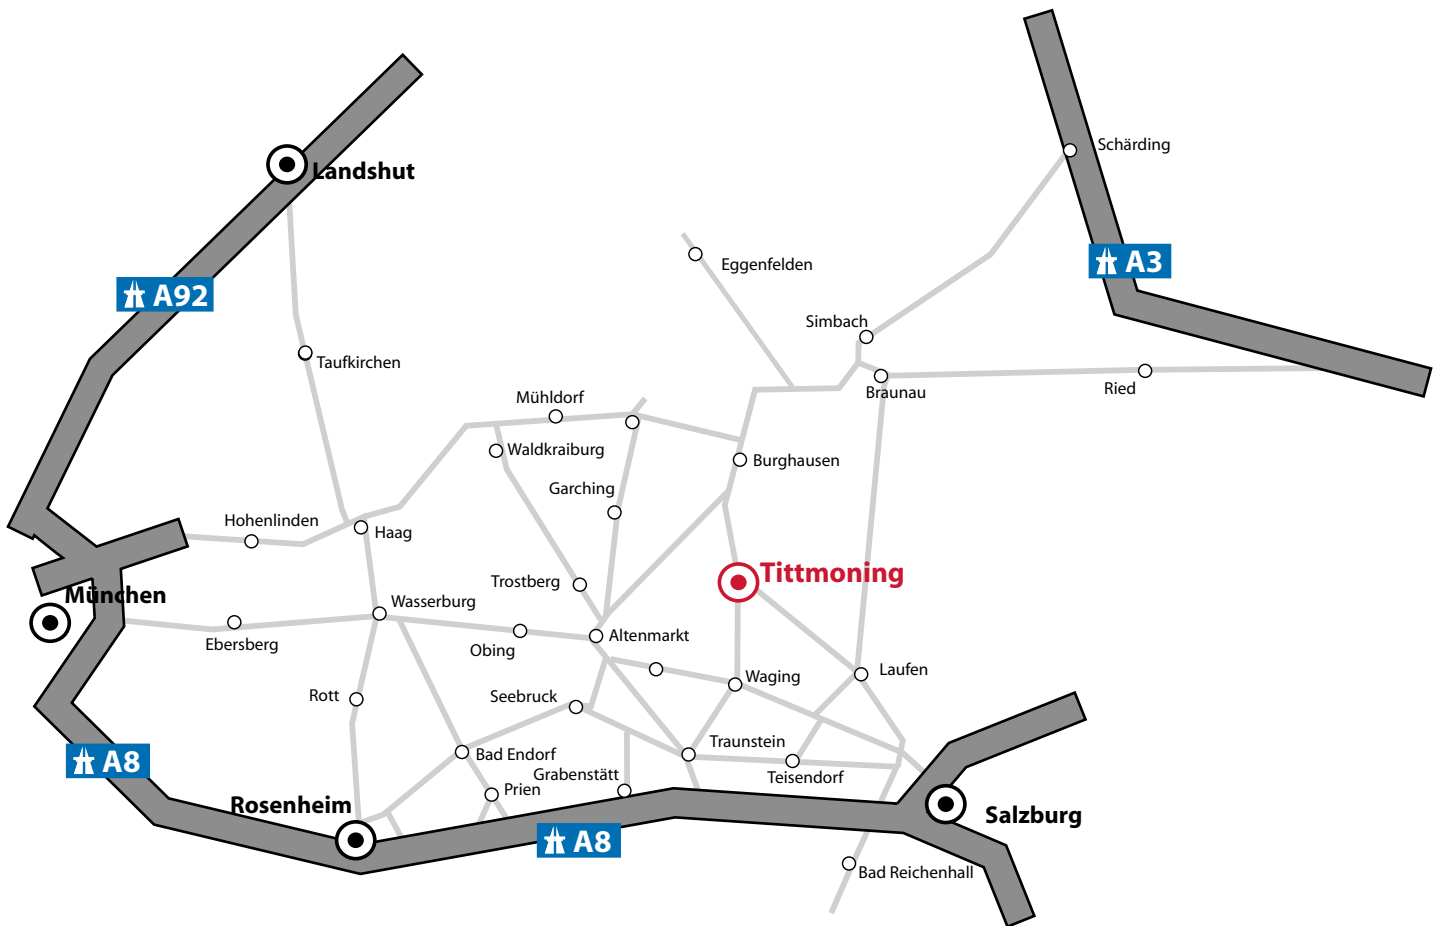 Schärding
Landshut
A3
Eggenfelden
A92
Simbach
Taufkirchen
Ried
Braunau
Mühldorf
Waldkraiburg
Burghausen
Garching
Hohenlinden
Haag
Tittmoning
Trostberg
München
Wasserburg
Altenmarkt
Ebersberg
Obing
Laufen
Waging
Rott
Seebruck
Traunstein
Bad Endorf
A8
Grabenstätt
Teisendorf
Prien
Rosenheim
Salzburg
A8
Bad Reichenhall